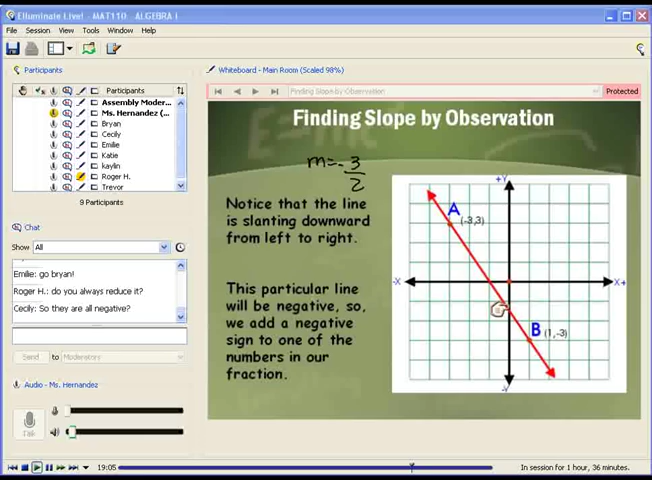 Elluminate Live! - MAT110 - ALGEBRA I
File Session View Tools Window Help
Participants
Participants
Assembly Moder...
Ms. Hernandez (...
Bryan
Cecily
Emilie
Katie
kaylin
Roger H.
Trevor
9 Participants
Chat
Show All
Emilie: go bryan!
Roger H.: do you always reduce it?
Cecily: So they are all negative?
Send to Moderatory
Audio - Ms. Hernandez
Talk
Whiteboard - Main Room (Scaled 98%)
Finding Slope by Observation Protected
Finding Slope by Observation
m=-3/2
Notice that the line
is slanting downward
from left to right.
This particular line
will be negative, so,
we add a negative
sign to one of the
numbers in our
fraction.
+Y
A (-3,3)
-X X+
B (1,-3)
-Y
19:05 In session for 1 hour, 36 minutes.